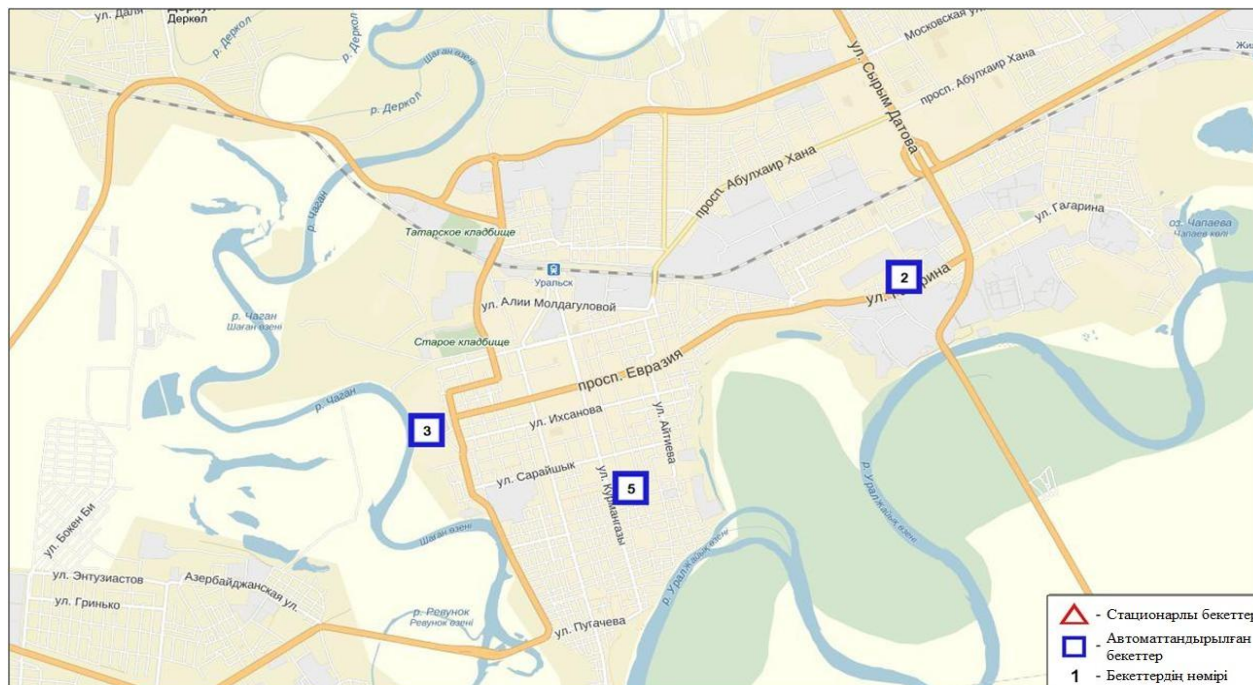 ул. Даля
Деркөл
р. Деркол
р. Деркол
Шаған өзені
р. Деркол
р. Чаган
Московская ул.
просп. Абулхаир Хана
ул. Сырым Датова
просп. Абулхаир Хана
ул. Гагарина
оз. Чапаева
Чапаев көлі
Татарское кладбище
Уральск
2
ул. Гагарина
ул. Алии Молдагуловой
р. Чаган
Шаған өзені
Старое кладбище
просп. Евразия
р. Чаган
3
ул. Ихсанова
ул. Айтиева
ул. Сарайшык
5
ул. Курмангазы
р. Урал
Жайық өзені
ул. Бокен Би
Шаған өзені
р. Урал
Жайық өзені
ул. Энтузиастов
Азербайджанская ул.
ул. Гринько
р. Ревунок
Ревунок өзені
ул. Пугачева
- Стационарлы бекеттер
- Автоматтандырылған
бекеттер
1 - Бекеттердің нөмірі